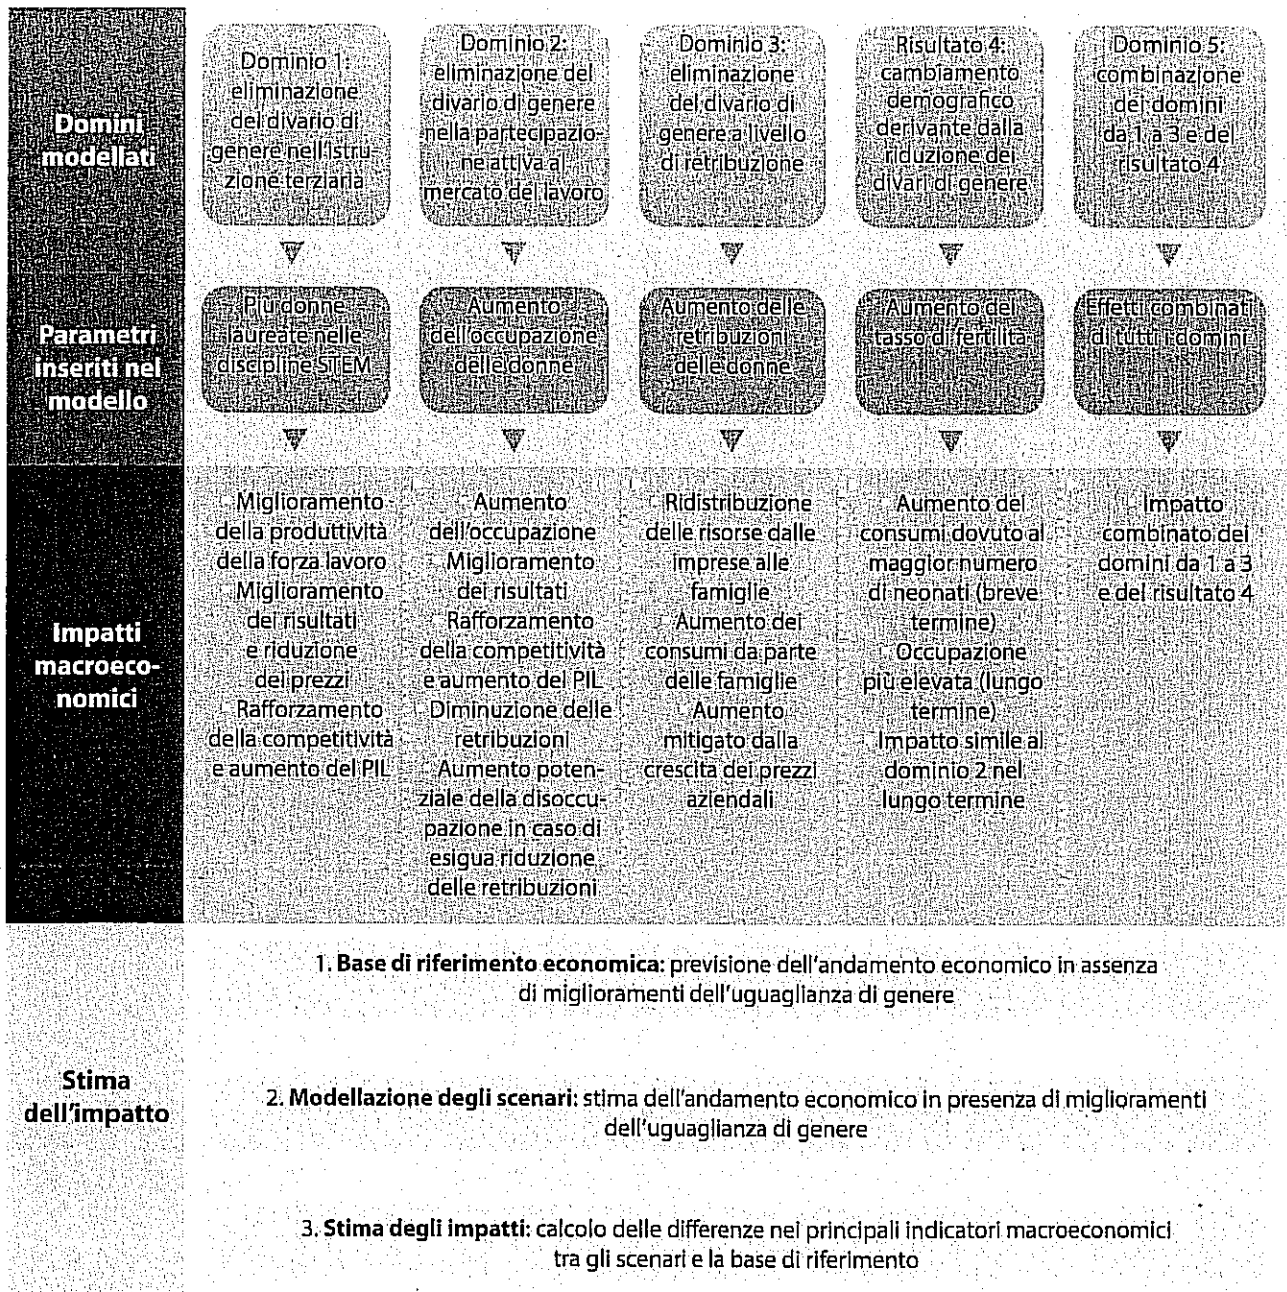 Domini
modellati
Dominio 1:
eliminazione
del divario di
genere nell'istru-
zione terziaria
Dominio 2:
eliminazione del
divario di genere
nella partecipazio-
ne attiva al
mercato del lavoro
Dominio 3:
eliminazione
del divario di
genere a livello
di retribuzione
Risultato 4:
cambiamento
demografico
derivante dalla
riduzione dei
divari di genere
Dominio 5:
combinazione
dei domini
da 1 a 3 e del
risultato 4
Parametri
inseriti nel
modello
Più donne
laureate nelle
discipline STEM
Aumento
dell'occupazione
delle donne
Aumento delle
retribuzioni
delle donne
Aumento del
tasso di fertilità
Effetti combinati
di tutti i domini
Impatti
macroeco-
nomici
- Miglioramento
della produttività
della forza lavoro
- Miglioramento
dei risultati
e riduzione
dei prezzi
- Rafforzamento
della competitività
e aumento del PIL
- Aumento
dell'occupazione
- Miglioramento
dei risultati
- Rafforzamento
della competitività
e aumento del PIL
- Diminuzione delle
retribuzioni
- Aumento poten-
ziale della disoccu-
pazione in caso di
esigua riduzione
delle retribuzioni
- Ridistribuzione
delle risorse dalle
imprese alle
famiglie
- Aumento dei
consumi da parte
delle famiglie
- Aumento
mitigato dalla
crescita dei prezzi
aziendali
- Aumento dei
consumi dovuto al
maggior numero
di neonati (breve
termine)
- Occupazione
più elevata (lungo
termine)
- Impatto simile al
dominio 2 nel
lungo termine
- Impatto
combinato dei
domini da 1 a 3
e del risultato 4
Stima
dell'impatto
1. Base di riferimento economica: previsione dell'andamento economico in assenza
di miglioramenti dell'uguaglianza di genere
2. Modellazione degli scenari: stima dell'andamento economico in presenza di miglioramenti
dell'uguaglianza di genere
3. Stima degli impatti: calcolo delle differenze nei principali indicatori macroeconomici
tra gli scenari e la base di riferimento